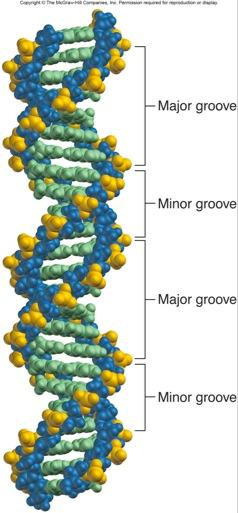 Copyright © The McGraw-Hill Companies, Inc. Permission required for reproduction or display.
Major groove
Minor groove
Major groove
Minor groove